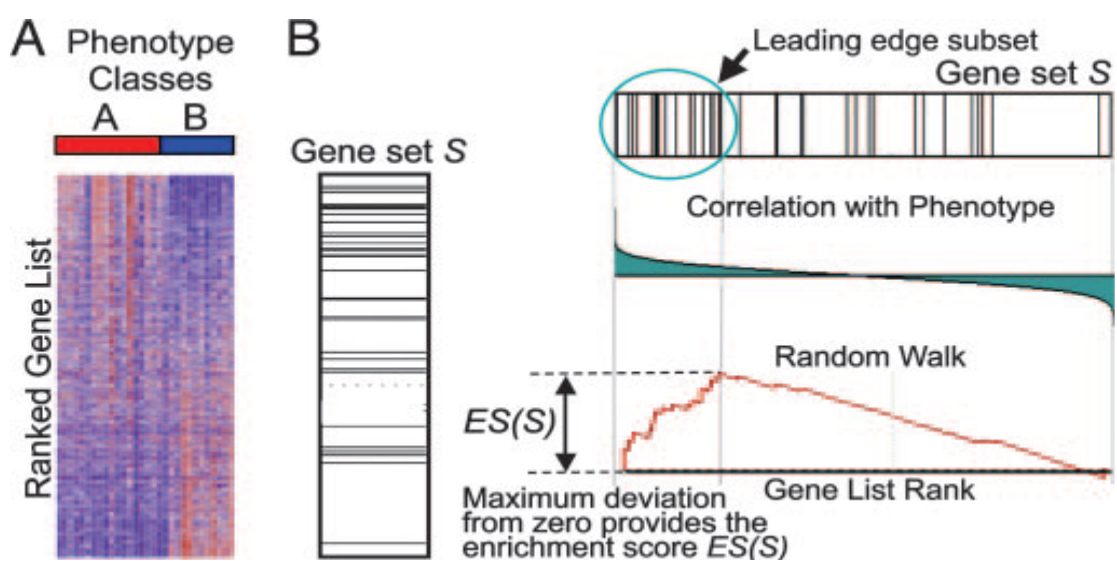 A
Phenotype
Classes
A
B
Ranked Gene List
B
Gene set S
Leading edge subset
Gene set S
Correlation with Phenotype
Random Walk
ES(S)
Gene List Rank
Maximum deviation
from zero provides the
enrichment score ES(S)